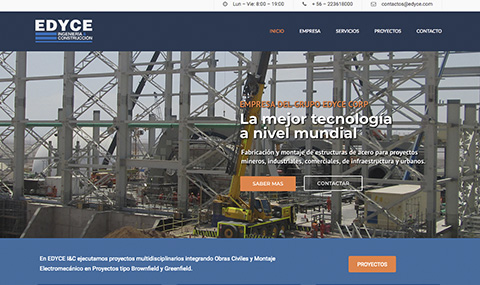 Lun – Vie: 8:00 – 19:00
+ 56 – 223618000
contactos@edyce.com
EDYCE
INGENIERÍA
CONSTRUCCIÓN
INICIO
EMPRESA
SERVICIOS
PROYECTOS
CONTACTO
EMPRESA DEL GRUPO EDYCE CORP
La mejor tecnología
a nivel mundial
Fabricación y montaje de estructuras de acero para proyectos
mineros, industriales, comerciales, de infraestructura y urbanos.
SABER MAS
CONTACTAR
En EDYCE I&C ejecutamos proyectos multidisciplinarios integrando Obras Civiles y Montaje
Electromecánico en Proyectos tipo Brownfield y Greenfield.
PROYECTOS